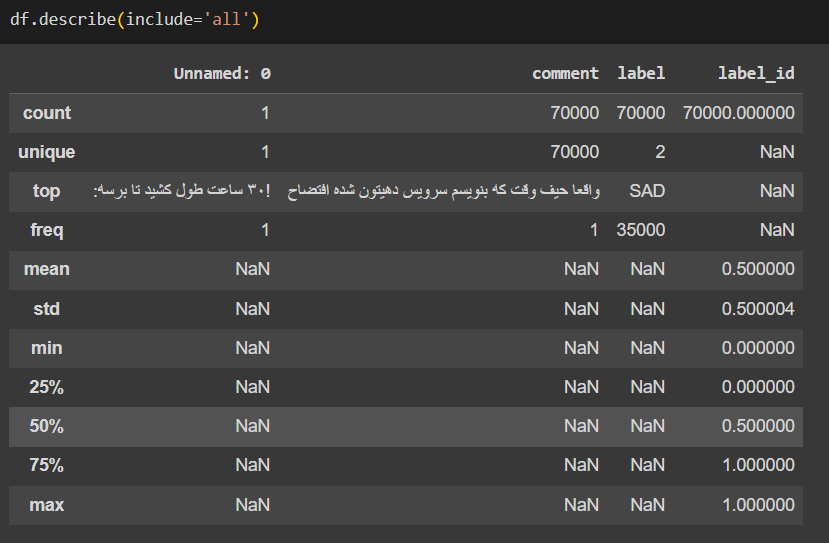 df.describe(include='all')
Unnamed: 0 comment label label_id
count 1 70000 70000 70000.000000
unique 1 70000 2 NaN
top !۳۰ ساعت طول کشید تا برسه: واقعا حیف وقت که بنویسم سرویس دهیتون شده افتضاح SAD NaN
freq 1 1 35000 NaN
mean NaN NaN NaN 0.500000
std NaN NaN NaN 0.500004
min NaN NaN NaN 0.000000
25% NaN NaN NaN 0.000000
50% NaN NaN NaN 0.500000
75% NaN NaN NaN 1.000000
max NaN NaN NaN 1.000000